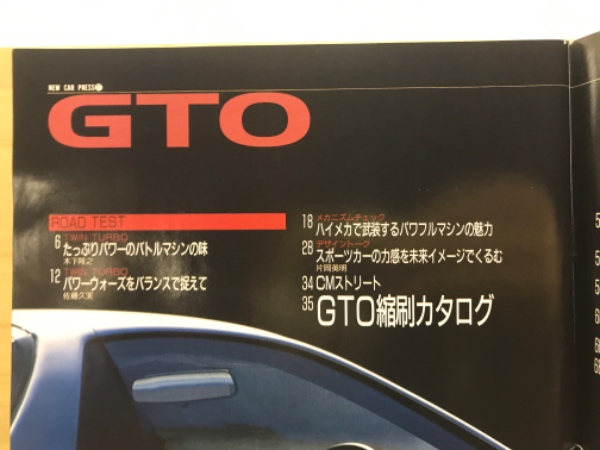 NEW CAR PRESS
GTO
ROAD TEST
6
TWIN TURBO
たっぷりパワーのバトルマシンの味
木下隆之
12
TWIN TURBO
パワーウォーズをバランスで捉えて
佐藤久実
18
メカニズムチェック
ハイメカで武装するパワフルマシンの魅力
28
デザイントーク
スポーツカーの力感を未来イメージでくるむ
片岡英明
34 CMストリート
35 GTO縮刷カタログ